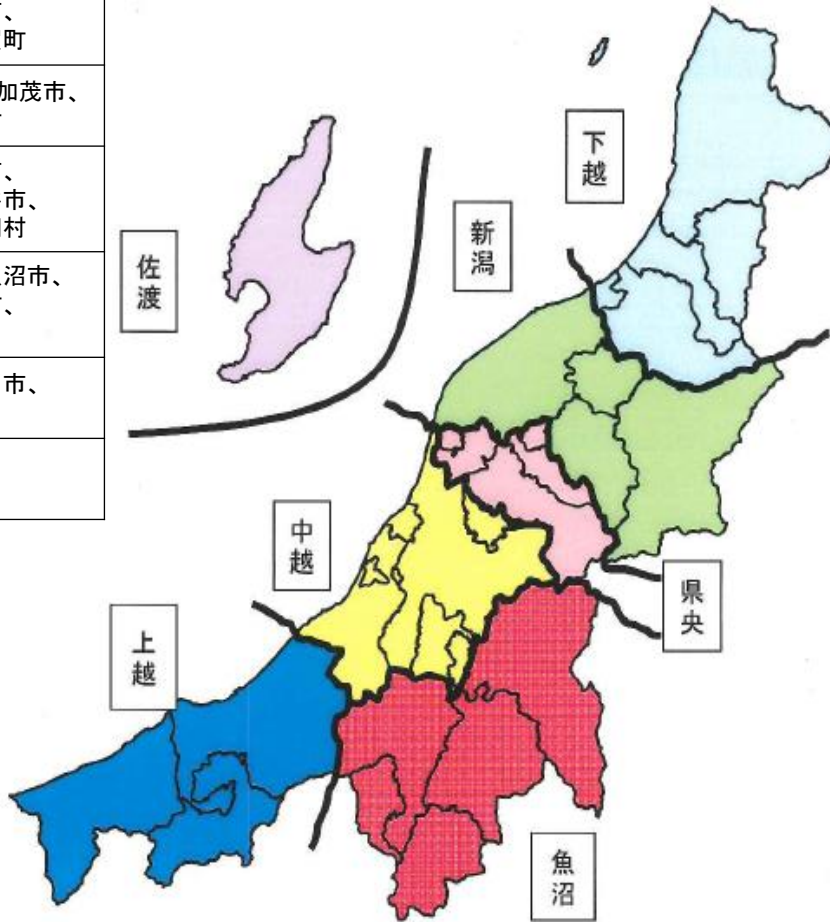 、
町
加茂市、
、
市、
村
沼市、
、
市、
下越
新潟
佐渡
中越
県央
上越
魚沼